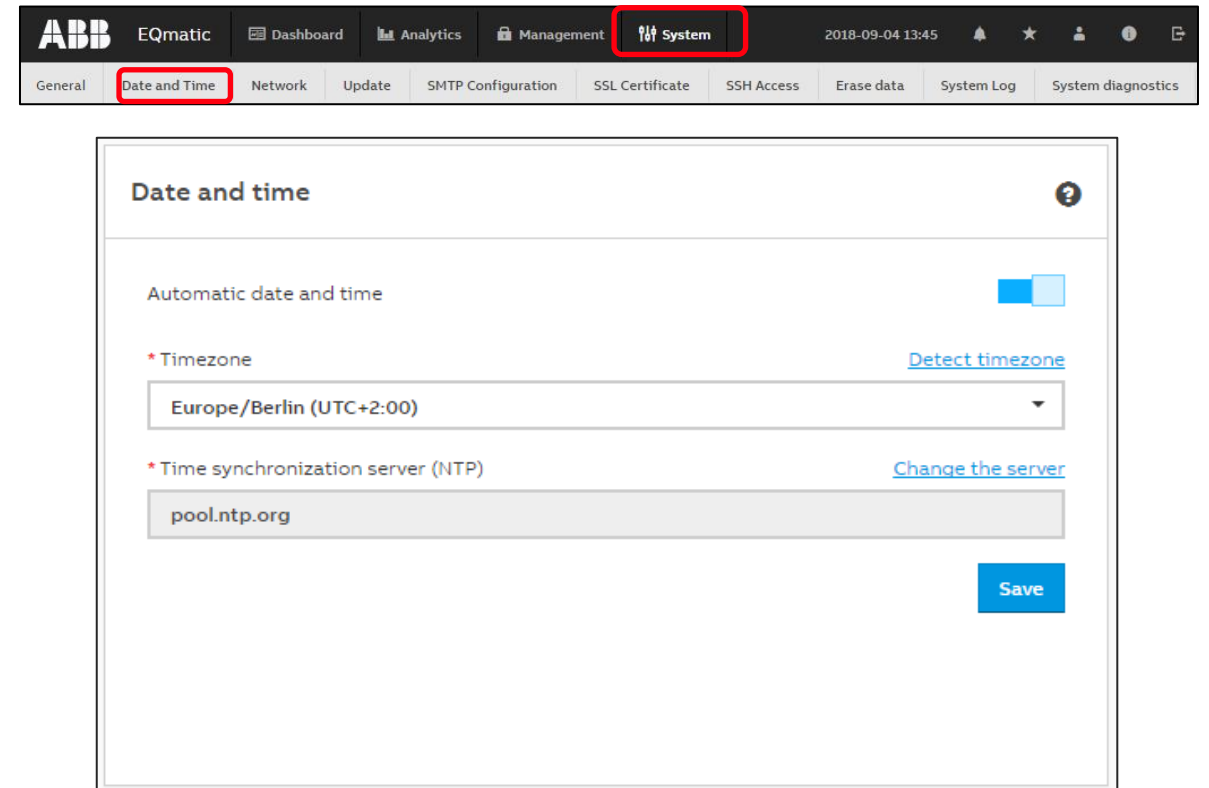 ABB EQmatic Dashboard Analytics Management System 2018-09-04 13:45
General Date and Time Network Update SMTP Configuration SSL Certificate SSH Access Erase data System Log System diagnostics
Date and time
Automatic date and time
* Timezone Detect timezone
Europe/Berlin (UTC+2:00)
* Time synchronization server (NTP) Change the server
pool.ntp.org
Save